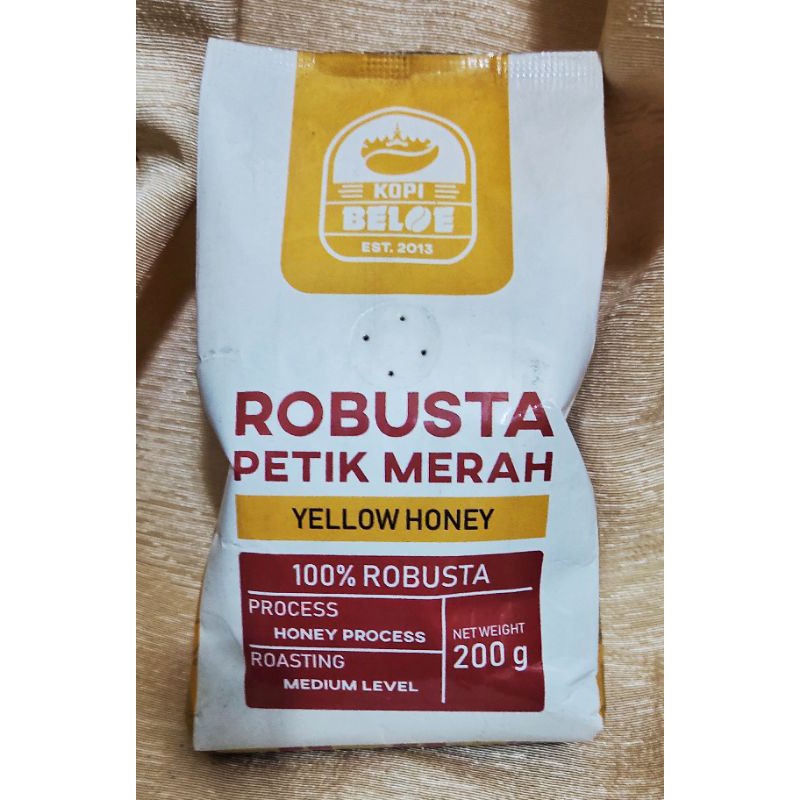 KOPI
BELOE
EST. 2013
ROBUSTA
PETIK MERAH
YELLOW HONEY
100% ROBUSTA
PROCESS
HONEY PROCESS
ROASTING
MEDIUM LEVEL
NET WEIGHT
200 g